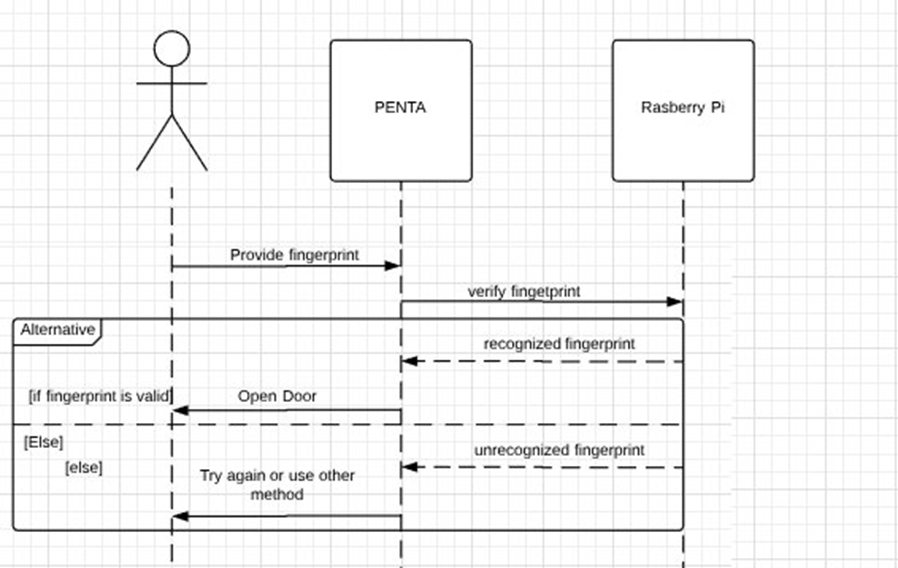 PENTA
Rasberry Pi
Provide fingerprint
verify fingetprint
Alternative
recognized fingerprint
[if fingerprint is valid]
Open Door
[Else]
unrecognized fingerprint
[else]
Try again or use other
method